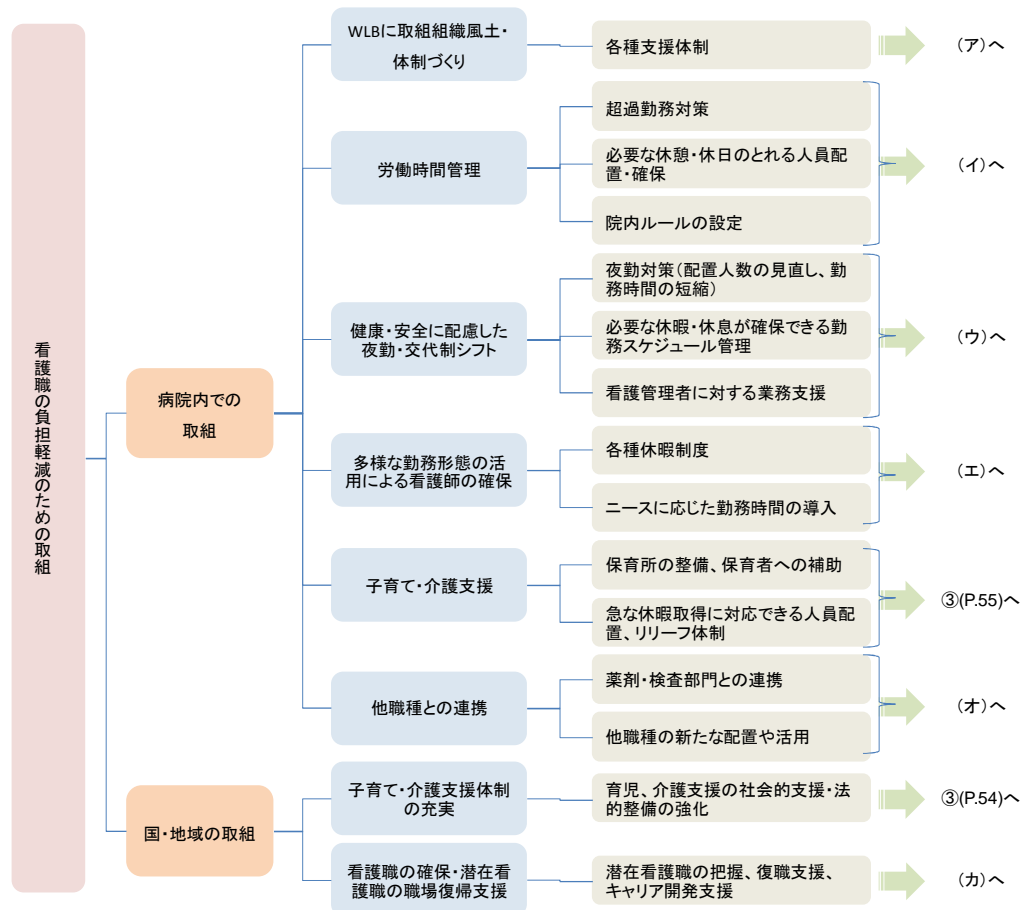 看護職の負担軽減のための取組
病院内での
取組
WLBに取組組織風土・
体制づくり
各種支援体制
(ア)へ
労働時間管理
超過勤務対策
必要な休憩・休日のとれる人員配
置・確保
院内ルールの設定
(イ)へ
健康・安全に配慮した
夜勤・交代制シフト
夜勤対策(配置人数の見直し、勤
務時間の短縮)
必要な休暇・休息が確保できる勤
務スケジュール管理
看護管理者に対する業務支援
(ウ)へ
多様な勤務形態の活
用による看護師の確保
各種休暇制度
ニースに応じた勤務時間の導入
(エ)へ
子育て・介護支援
保育所の整備、保育者への補助
急な休暇取得に対応できる人員配
置、リリーフ体制
③(P.55)へ
他職種との連携
薬剤・検査部門との連携
他職種の新たな配置や活用
(オ)へ
国・地域の取組
子育て・介護支援体制
の充実
育児、介護支援の社会的支援・法
的整備の強化
③(P.54)へ
看護職の確保・潜在看
護職の職場復帰支援
潜在看護職の把握、復職支援、
キャリア開発支援
(カ)へ